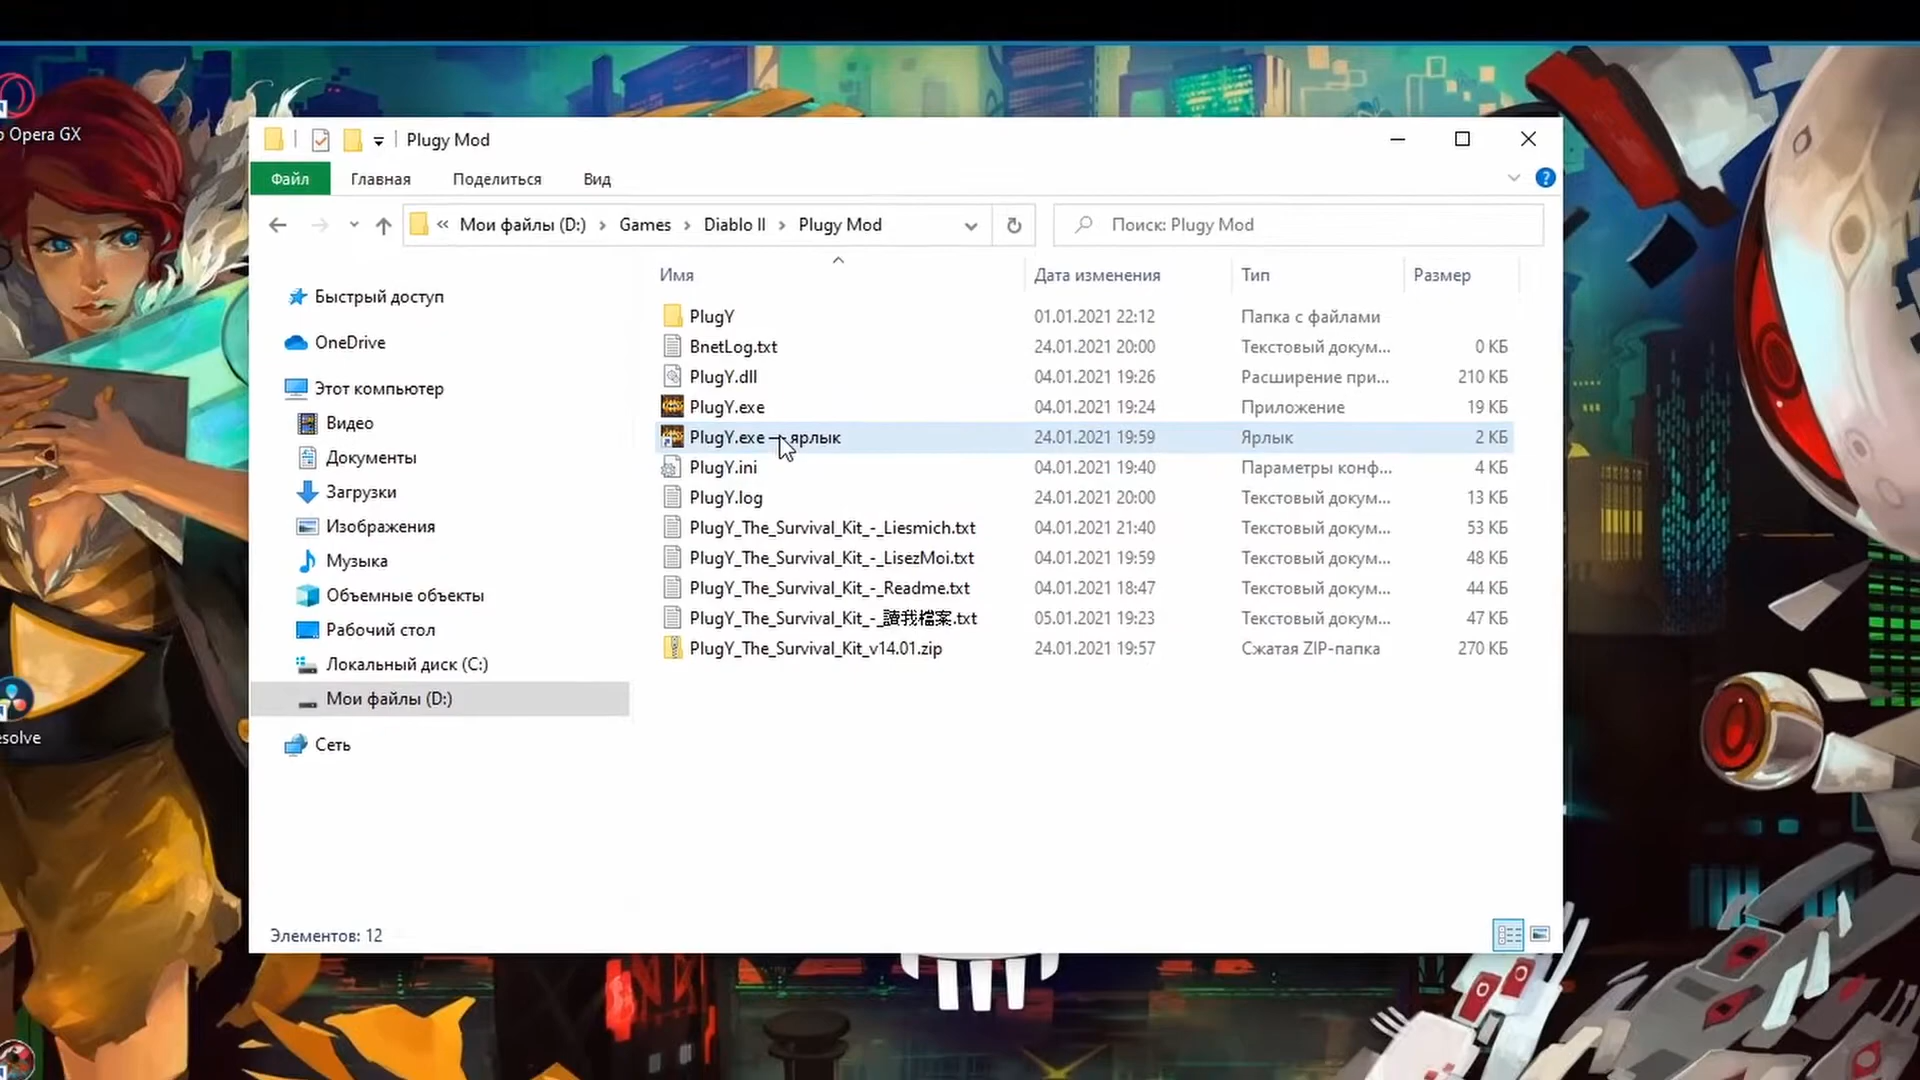 Opera GX
Plugy Mod
Файл
Главная
Поделиться
Вид
?
«
Мои файлы (D:) › Games › Diablo II › Plugy Mod
Поиск: Plugy Mod
Имя
Дата изменения
Тип
Размер
Быстрый доступ
OneDrive
Этот компьютер
Видео
Документы
Загрузки
Изображения
Музыка
Объемные объекты
Рабочий стол
Локальный диск (C:)
Мои файлы (D:)
Сеть
PlugY 01.01.2021 22:12 Папка с файлами
BnetLog.txt 24.01.2021 20:00 Текстовый докум... 0 КБ
PlugY.dll 04.01.2021 19:26 Расширение при... 210 КБ
PlugY.exe 04.01.2021 19:24 Приложение 19 КБ
PlugY.exe — ярлык 24.01.2021 19:59 Ярлык 2 КБ
PlugY.ini 04.01.2021 19:40 Параметры конф... 4 КБ
PlugY.log 24.01.2021 20:00 Текстовый докум... 13 КБ
PlugY_The_Survival_Kit_-_Liesmich.txt 04.01.2021 21:40 Текстовый докум... 53 КБ
PlugY_The_Survival_Kit_-_LisezMoi.txt 04.01.2021 19:59 Текстовый докум... 48 КБ
PlugY_The_Survival_Kit_-_Readme.txt 04.01.2021 18:47 Текстовый докум... 44 КБ
PlugY_The_Survival_Kit_-_讀我檔案.txt 05.01.2021 19:23 Текстовый докум... 47 КБ
PlugY_The_Survival_Kit_v14.01.zip 24.01.2021 19:57 Сжатая ZIP-папка 270 КБ
esolve
Элементов: 12